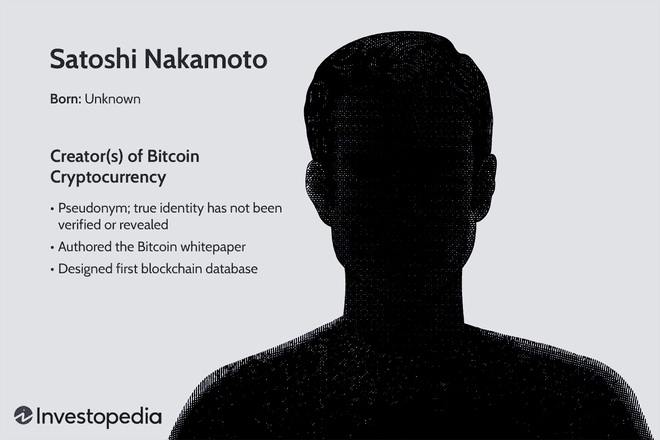 Satoshi Nakamoto
Born: Unknown
Creator(s) of Bitcoin
Cryptocurrency
• Pseudonym; true identity has not been
verified or revealed
• Authored the Bitcoin whitepaper
• Designed first blockchain database
Investopedia